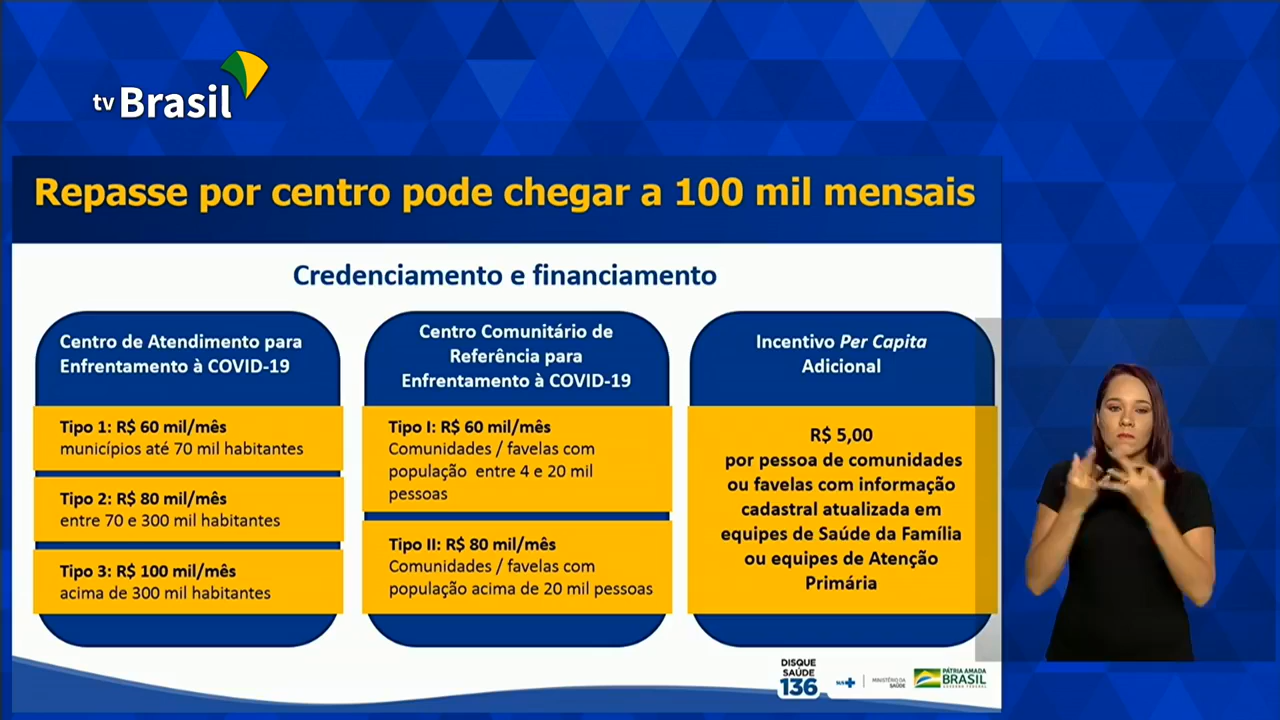 tv Brasil
Repasse por centro pode chegar a 100 mil mensais
Credenciamento e financiamento
Centro de Atendimento para
Enfrentamento à COVID-19
Tipo 1: R$ 60 mil/mês
municípios até 70 mil habitantes
Tipo 2: R$ 80 mil/mês
entre 70 e 300 mil habitantes
Tipo 3: R$ 100 mil/mês
acima de 300 mil habitantes
Centro Comunitário de
Referência para
Enfrentamento à COVID-19
Tipo I: R$ 60 mil/mês
Comunidades / favelas com
população entre 4 e 20 mil
pessoas
Tipo II: R$ 80 mil/mês
Comunidades / favelas com
população acima de 20 mil pessoas
Incentivo Per Capita
Adicional
R$ 5,00
por pessoa de comunidades
ou favelas com informação
cadastral atualizada em
equipes de Saúde da Família
ou equipes de Atenção
Primária
DISQUE
SAÚDE
136
SUS
MINISTÉRIO DA
SAÚDE
PÁTRIA AMADA
BRASIL
GOVERNO FEDERAL